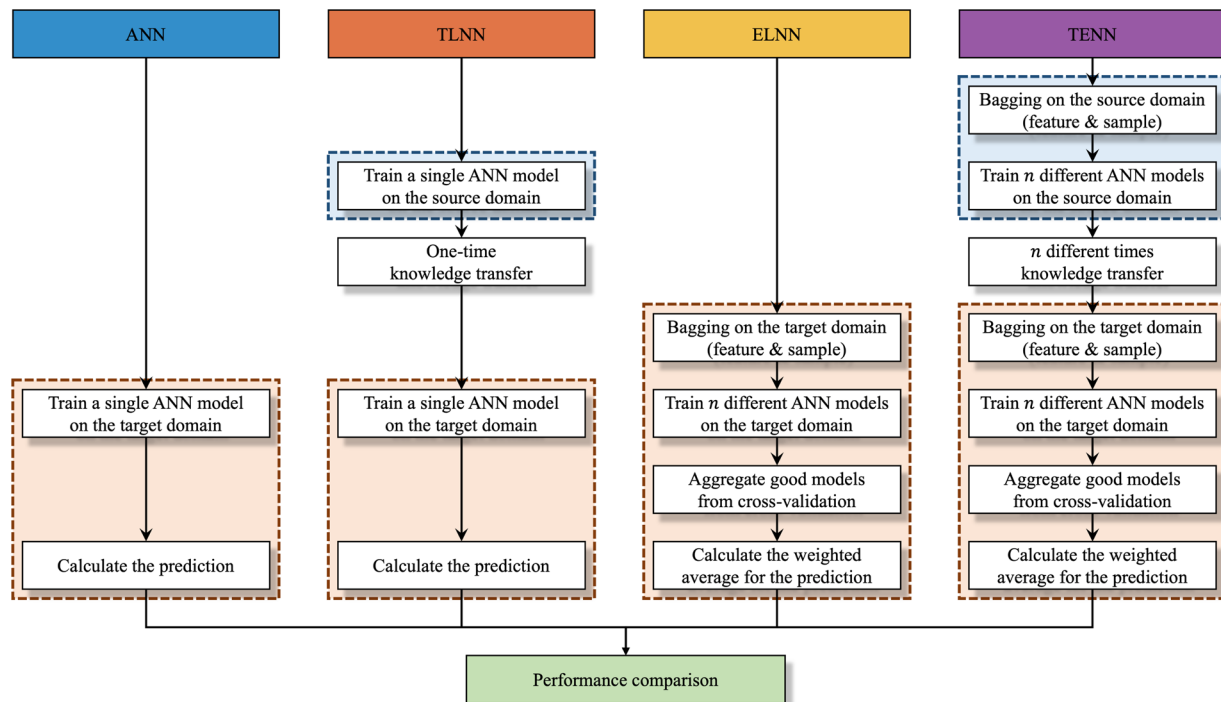 ANN
TLNN
ELNN
TENN
Bagging on the source domain
(feature & sample)
Train a single ANN model
on the source domain
Train n different ANN models
on the source domain
One-time
knowledge transfer
n different times
knowledge transfer
Bagging on the target domain
(feature & sample)
Bagging on the target domain
(feature & sample)
Train a single ANN model
on the target domain
Train a single ANN model
on the target domain
Train n different ANN models
on the target domain
Train n different ANN models
on the target domain
Aggregate good models
from cross-validation
Aggregate good models
from cross-validation
Calculate the prediction
Calculate the prediction
Calculate the weighted
average for the prediction
Calculate the weighted
average for the prediction
Performance comparison